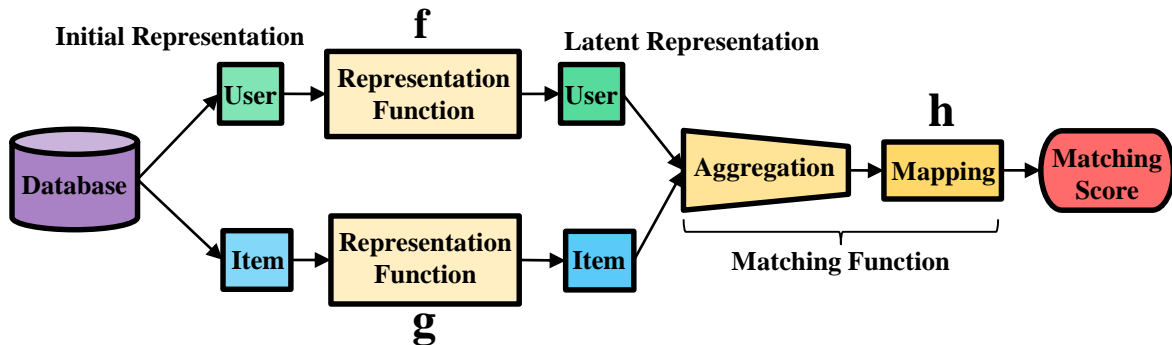 f
Initial Representation
Latent Representation
User
Representation
Function
User
h
Database
Aggregation
Mapping
Matching
Score
Item
Representation
Function
Item
Matching Function
g